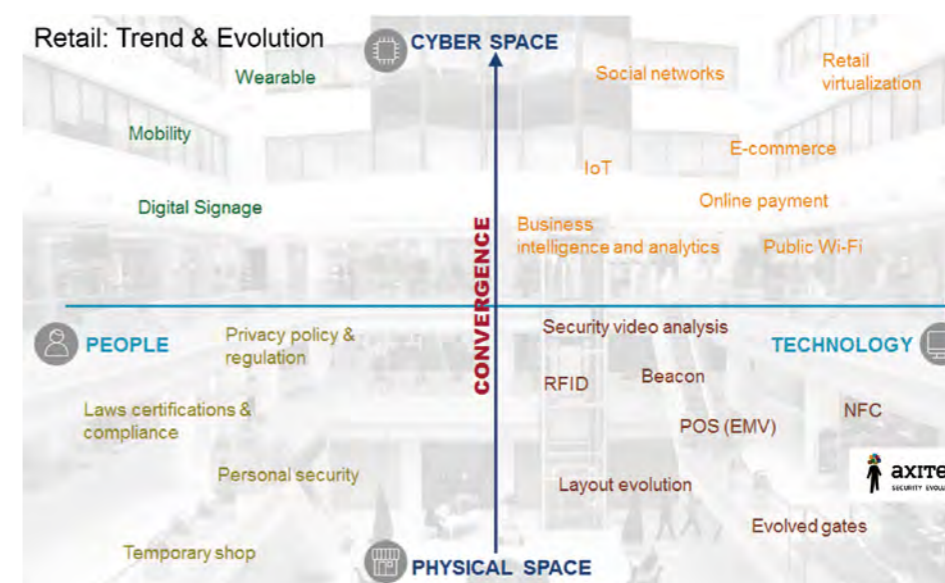 Retail: Trend & Evolution
CYBER SPACE
Wearable
Social networks
Retail
virtualization
Mobility
E-commerce
IoT
Digital Signage
Online payment
Business
intelligence and analytics
Public Wi-Fi
CONVERGENCE
PEOPLE
Privacy policy &
regulation
Security video analysis
TECHNOLOGY
RFID
Beacon
Laws certifications &
compliance
POS (EMV)
NFC
Personal security
Layout evolution
Evolved gates
Temporary shop
PHYSICAL SPACE
SECURITY